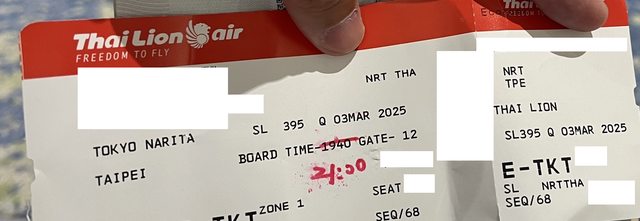 Thai Lion air
FREEDOM TO FLY
NRT THA
SL 395 Q 03MAR 2025
TOKYO NARITA
BOARD TIME-1940 GATE- 12
TAIPEI
21:00
ZONE 1
SEAT
E-TKT
SEQ/68
NRT
TPE
THAI LION
SL395 Q 03MAR 2025
E-TKT
SL NRTTHA
SEQ/68